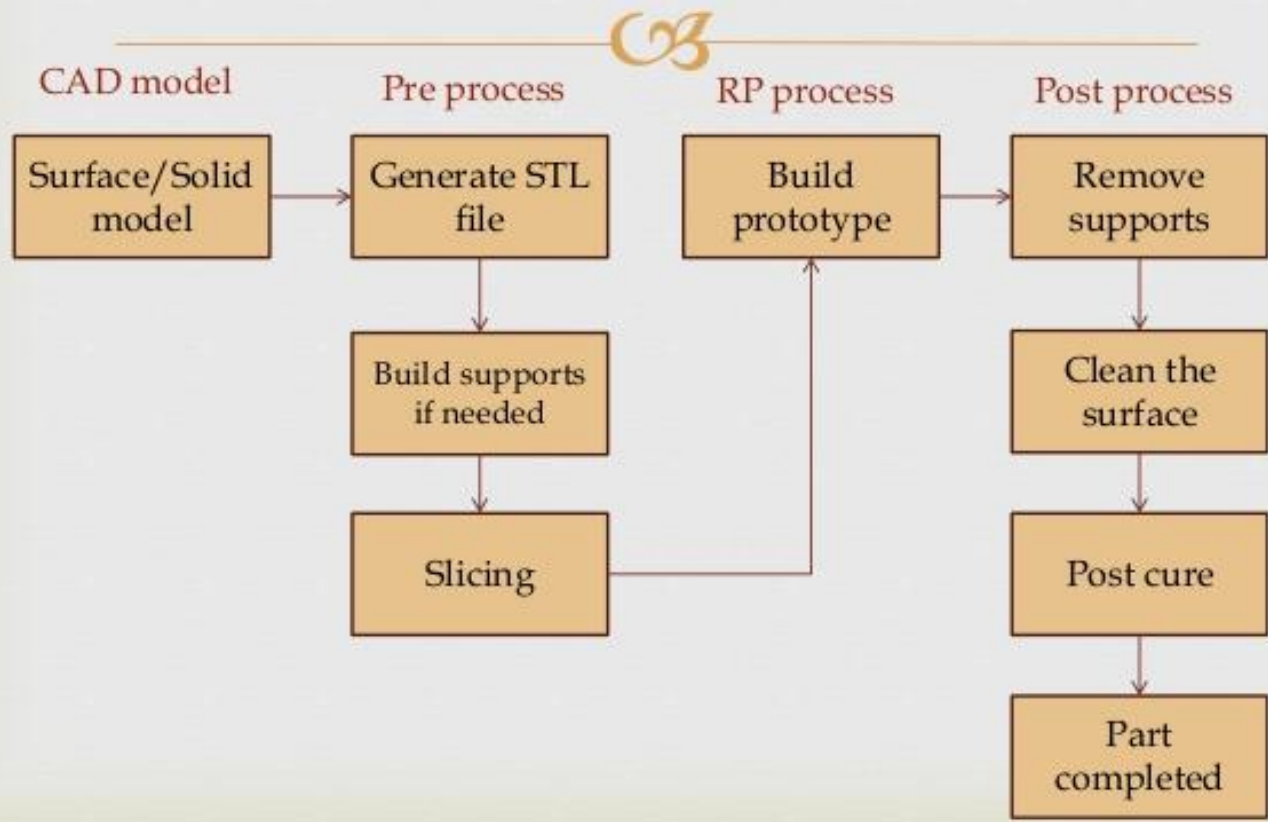 CAD model
Pre process
RP process
Post process
Surface/Solid
model
Generate STL
file
Build supports
if needed
Slicing
Build
prototype
Remove
supports
Clean the
surface
Post cure
Part
completed